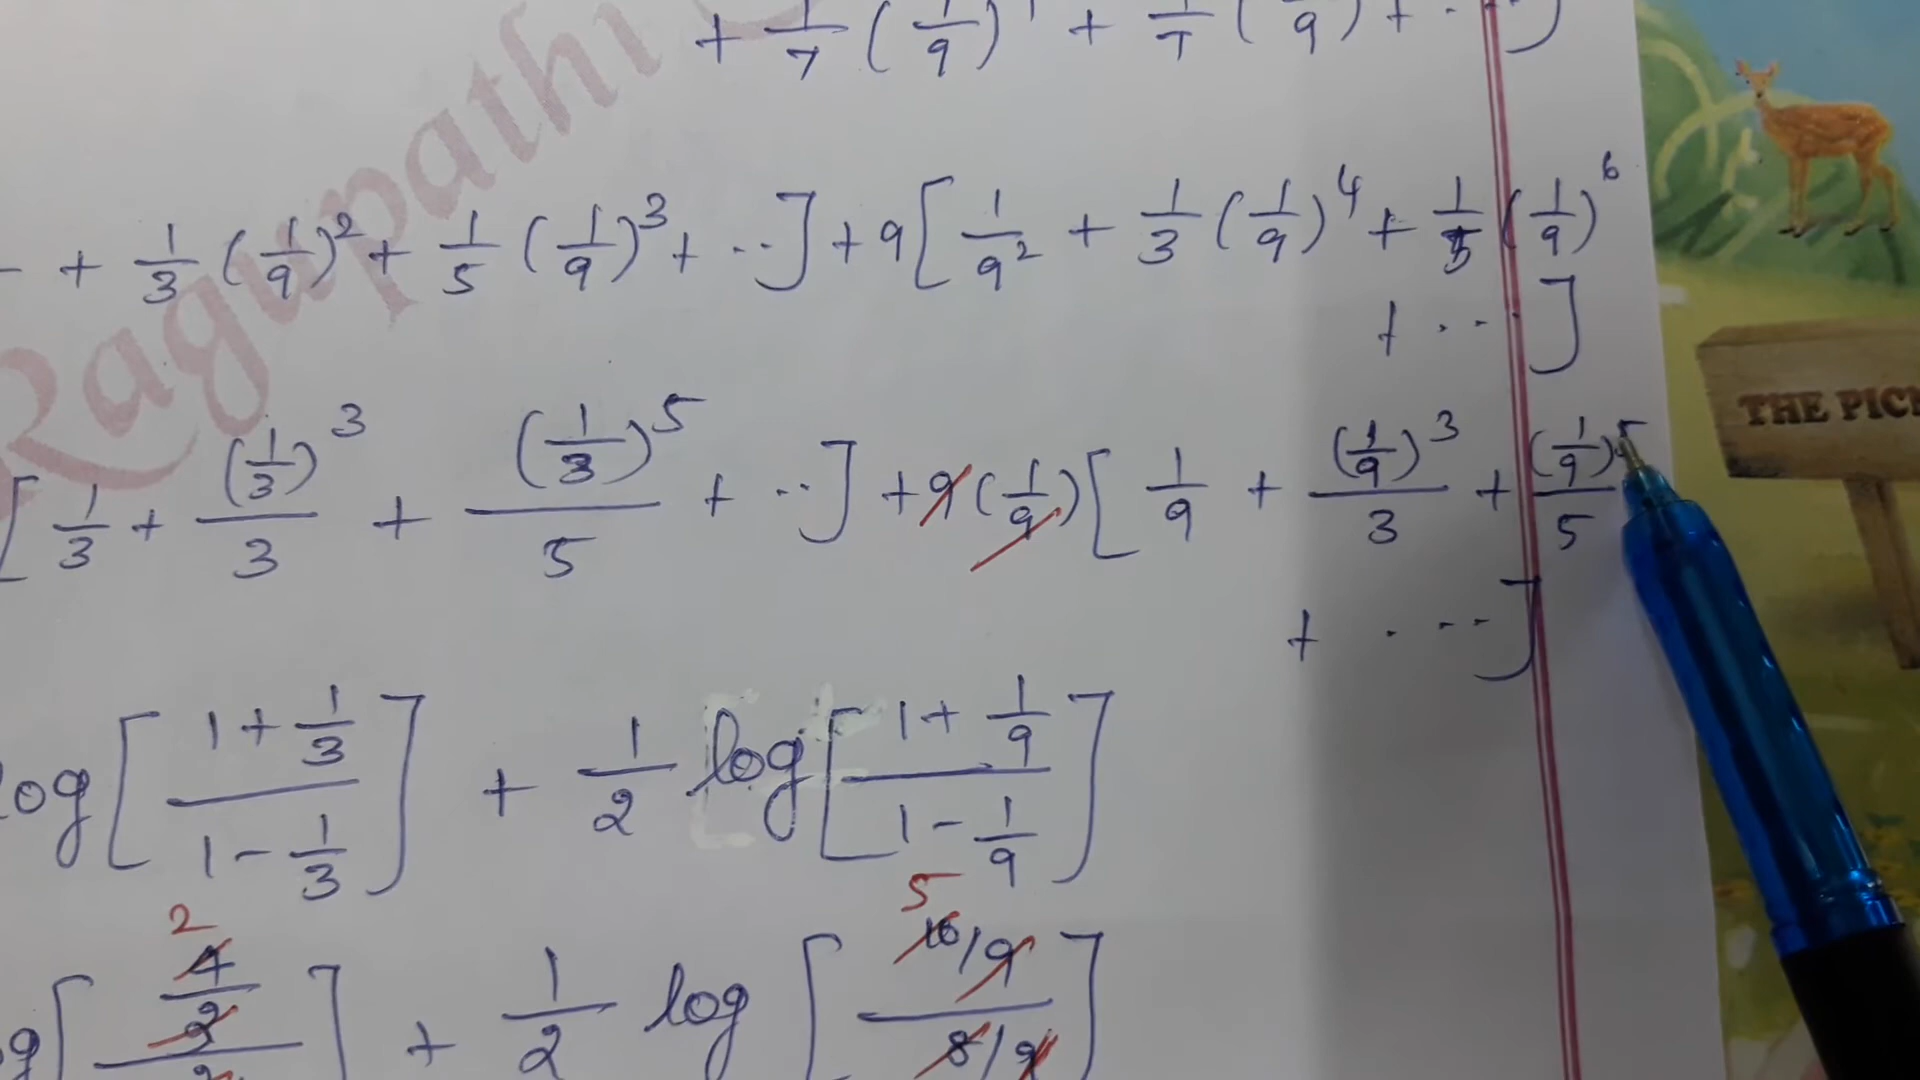 + 1/7 (1/9) + 1/ (1/9) + ...]
+ 1/3 (1/9)^2 + 1/5 (1/9)^3 + ...] + 9 [1/9^2 + 1/3 (1/9)^4 + 1/5 (1/9)^6
+ ...]
[1/3 + (1/3)^3/3 + (1/3)^5/5 + ...] + 9 (1/9) [1/9 + (1/9)^3/3 + (1/9)^5/5
+ ...]
log [(1 + 1/3)/(1 - 1/3)] + 1/2 log [(1 + 1/9)/(1 - 1/9)]
2 5
[4/3] + 1/2 log [(10/9)/(8/9)]
Ragupathi
THE PICN